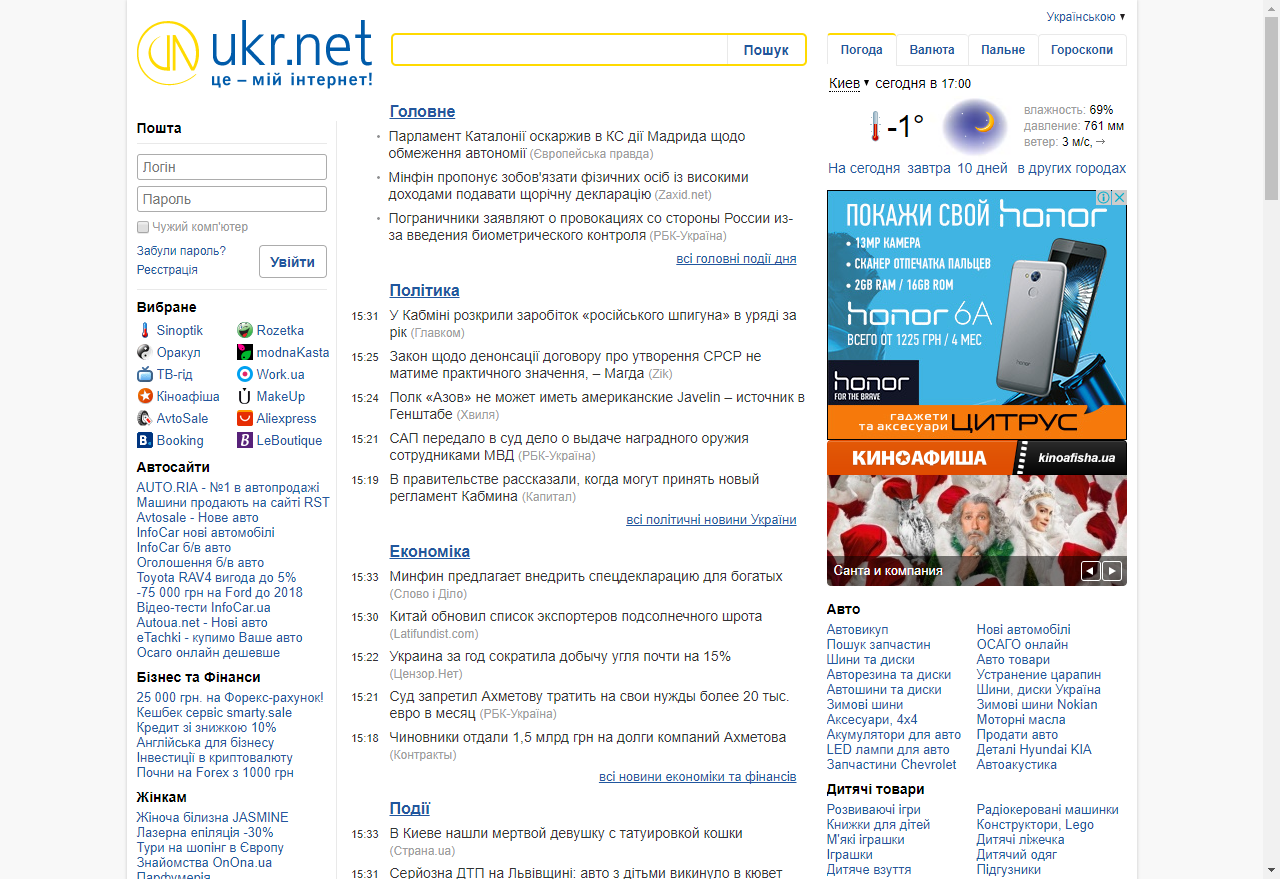 ukr.net
це – мій інтернет!
Пошук
Українською ▼
Погода
Валюта
Пальне
Гороскопи
Киев ▼ сегодня в 17:00
-1°
влажность: 69%
давление: 761 мм
ветер: 3 м/с, →
На сегодня завтра 10 дней в других городах
Пошта
Логін
Пароль
Чужий комп'ютер
Забули пароль?
Реєстрація
Увійти
Вибране
Sinoptik
Rozetka
Оракул
modnaKasta
ТВ-гід
Work.ua
Кіноафіша
MakeUp
AvtoSale
Aliexpress
Booking
LeBoutique
Автосайти
AUTO.RIA - №1 в автопродажі
Машини продають на сайті RST
Avtosale - Нове авто
InfoCar нові автомобілі
InfoCar б/в авто
Оголошення б/в авто
Toyota RAV4 вигода до 5%
-75 000 грн на Ford до 2018
Відео-тести InfoCar.ua
Autoua.net - Нові авто
eTachki - купимо Ваше авто
Осаго онлайн дешевше
Бізнес та Фінанси
25 000 грн. на Форекс-рахунок!
Кешбек сервіс smarty.sale
Кредит зі знижкою 10%
Англійська для бізнесу
Інвестиції в криптовалюту
Почни на Forex з 1000 грн
Жінкам
Жіноча білизна JASMINE
Лазерна епіляція -30%
Тури на шопінг в Європу
Знайомства OnOna.ua
Парфумерія
Головне
Парламент Каталонії оскаржив в КС дії Мадрида щодо
обмеження автономії (Європейська правда)
Мінфін пропонує зобов'язати фізичних осіб із високими
доходами подавати щорічну декларацію (Zaxid.net)
Пограничники заявляют о провокациях со стороны России из-
за введения биометрического контроля (РБК-Україна)
всі головні події дня
Політика
15:31 У Кабміні розкрили заробіток «російського шпигуна» в уряді за
рік (Главком)
15:25 Закон щодо денонсації договору про утворення СРСР не
матиме практичного значення, – Магда (Zik)
15:24 Полк «Азов» не может иметь американские Javelin – источник в
Генштабе (Хвиля)
15:21 САП передало в суд дело о выдаче наградного оружия
сотрудниками МВД (РБК-Україна)
15:19 В правительстве рассказали, когда могут принять новый
регламент Кабмина (Капитал)
всі політичні новини України
Економіка
15:33 Минфин предлагает внедрить спецдекларацию для богатых
(Слово і Діло)
15:30 Китай обновил список экспортеров подсолнечного шрота
(Latifundist.com)
15:22 Украина за год сократила добычу угля почти на 15%
(Цензор.Нет)
15:21 Суд запретил Ахметову тратить на свои нужды более 20 тыс.
евро в месяц (РБК-Україна)
15:18 Чиновники отдали 1,5 млрд грн на долги компаний Ахметова
(Контракты)
всі новини економіки та фінансів
Події
15:33 В Киеве нашли мертвой девушку с татуировкой кошки
(Страна.ua)
15:31 Серйозна ДТП на Львівщині: авто з дітьми викинуло в кювет
ПОКАЖИ СВОЙ honor
• 13MP КАМЕРА
• СКАНЕР ОТПЕЧАТКА ПАЛЬЦЕВ
• 2GB RAM / 16GB ROM
honor 6A
ВСЕГО ОТ 1225 ГРН / 4 МЕС
honor
FOR THE BRAVE
honor
гаджети
та аксесуари
ЦИТРУС
КИНОАФИША
kinoafisha.ua
Санта и компания
Авто
Автовикуп
Пошук запчастин
Шини та диски
Авторезина та диски
Автошини та диски
Зимові шини
Аксесуари, 4x4
Акумулятори для авто
LED лампи для авто
Запчастини Chevrolet
Нові автомобілі
ОСАГО онлайн
Авто товари
Устранение царапин
Шини, диски Україна
Зимові шини Nokian
Моторні масла
Продати авто
Деталі Hyundai KIA
Автоакустика
Дитячі товари
Розвиваючі ігри
Книжки для дітей
М'які іграшки
Іграшки
Дитяче взуття
Радіокеровані машинки
Конструктори, Lego
Дитячі ліжечка
Дитячий одяг
Підгузники